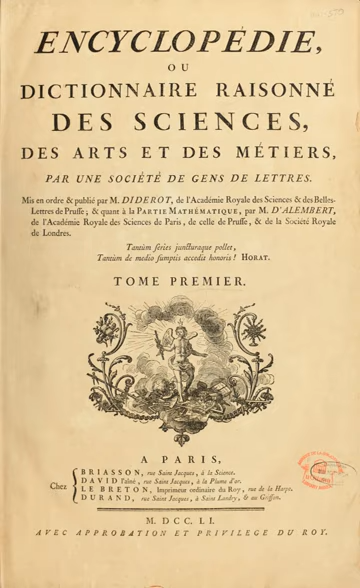 ENCYCLOPÉDIE,
OU
DICTIONNAIRE RAISONNÉ
DES SCIENCES,
DES ARTS ET DES MÉTIERS,
PAR UNE SOCIÉTÉ DE GENS DE LETTRES.
Mis en ordre & publié par M. DIDEROT, de l'Académie Royale des Sciences & des Belles-
Lettres de Prusse; & quant à la PARTIE MATHÉMATIQUE, par M. D'ALEMBERT,
de l'Académie Royale des Sciences de Paris, de celle de Prusse, & de la Société Royale
de Londres.
Tantùm series juncturaque pollet,
Tantùm de medio sumptis accedit honoris! HORAT.
TOME PREMIER.
A PARIS,
Chez
BRIASSON, rue Saint Jacques, à la Science.
DAVID l'aîné, rue Saint Jacques, à la Plume d'or.
LE BRETON, Imprimeur ordinaire du Roy, rue de la Harpe.
DURAND, rue Saint Jacques, à Saint Landry, & au Griffon.
M. DCC. LI.
AVEC APPROBATION ET PRIVILEGE DU ROY.